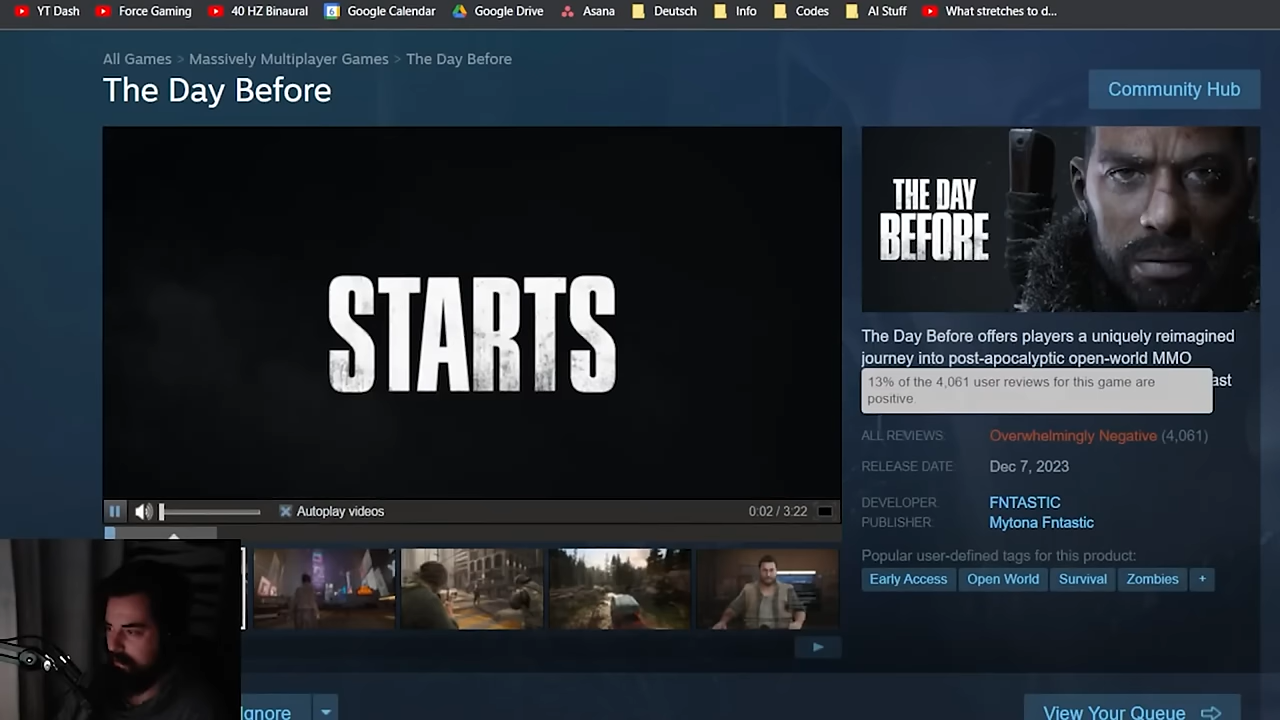 YT Dash Force Gaming 40 HZ Binaural Google Calendar Google Drive Asana Deutsch Info Codes AI Stuff What stretches to d...
All Games > Massively Multiplayer Games > The Day Before
The Day Before
Community Hub
STARTS
THE DAY
BEFORE
The Day Before offers players a uniquely reimagined
journey into post-apocalyptic open-world MMO
13% of the 4,061 user reviews for this game are
positive.
ast
ALL REVIEWS: Overwhelmingly Negative (4,061)
RELEASE DATE: Dec 7, 2023
DEVELOPER: FNTASTIC
PUBLISHER: Mytona Fntastic
Autoplay videos 0:02 / 3:22
Popular user-defined tags for this product:
Early Access Open World Survival Zombies +
gnore
View Your Queue